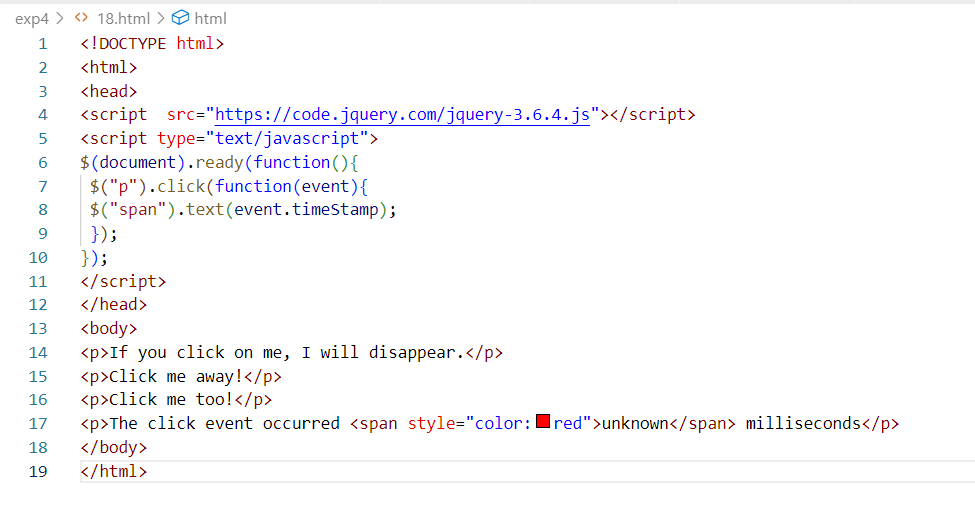 exp4 > <> 18.html > html
1 <!DOCTYPE html>
2 <html>
3 <head>
4 <script  src="https://code.jquery.com/jquery-3.6.4.js"></script>
5 <script type="text/javascript">
6 $(document).ready(function(){
7  $("p").click(function(event){
8  $("span").text(event.timeStamp);
9  });
10 });
11 </script>
12 </head>
13 <body>
14 <p>If you click on me, I will disappear.</p>
15 <p>Click me away!</p>
16 <p>Click me too!</p>
17 <p>The click event occurred <span style="color:red">unknown</span> milliseconds</p>
18 </body>
19 </html>